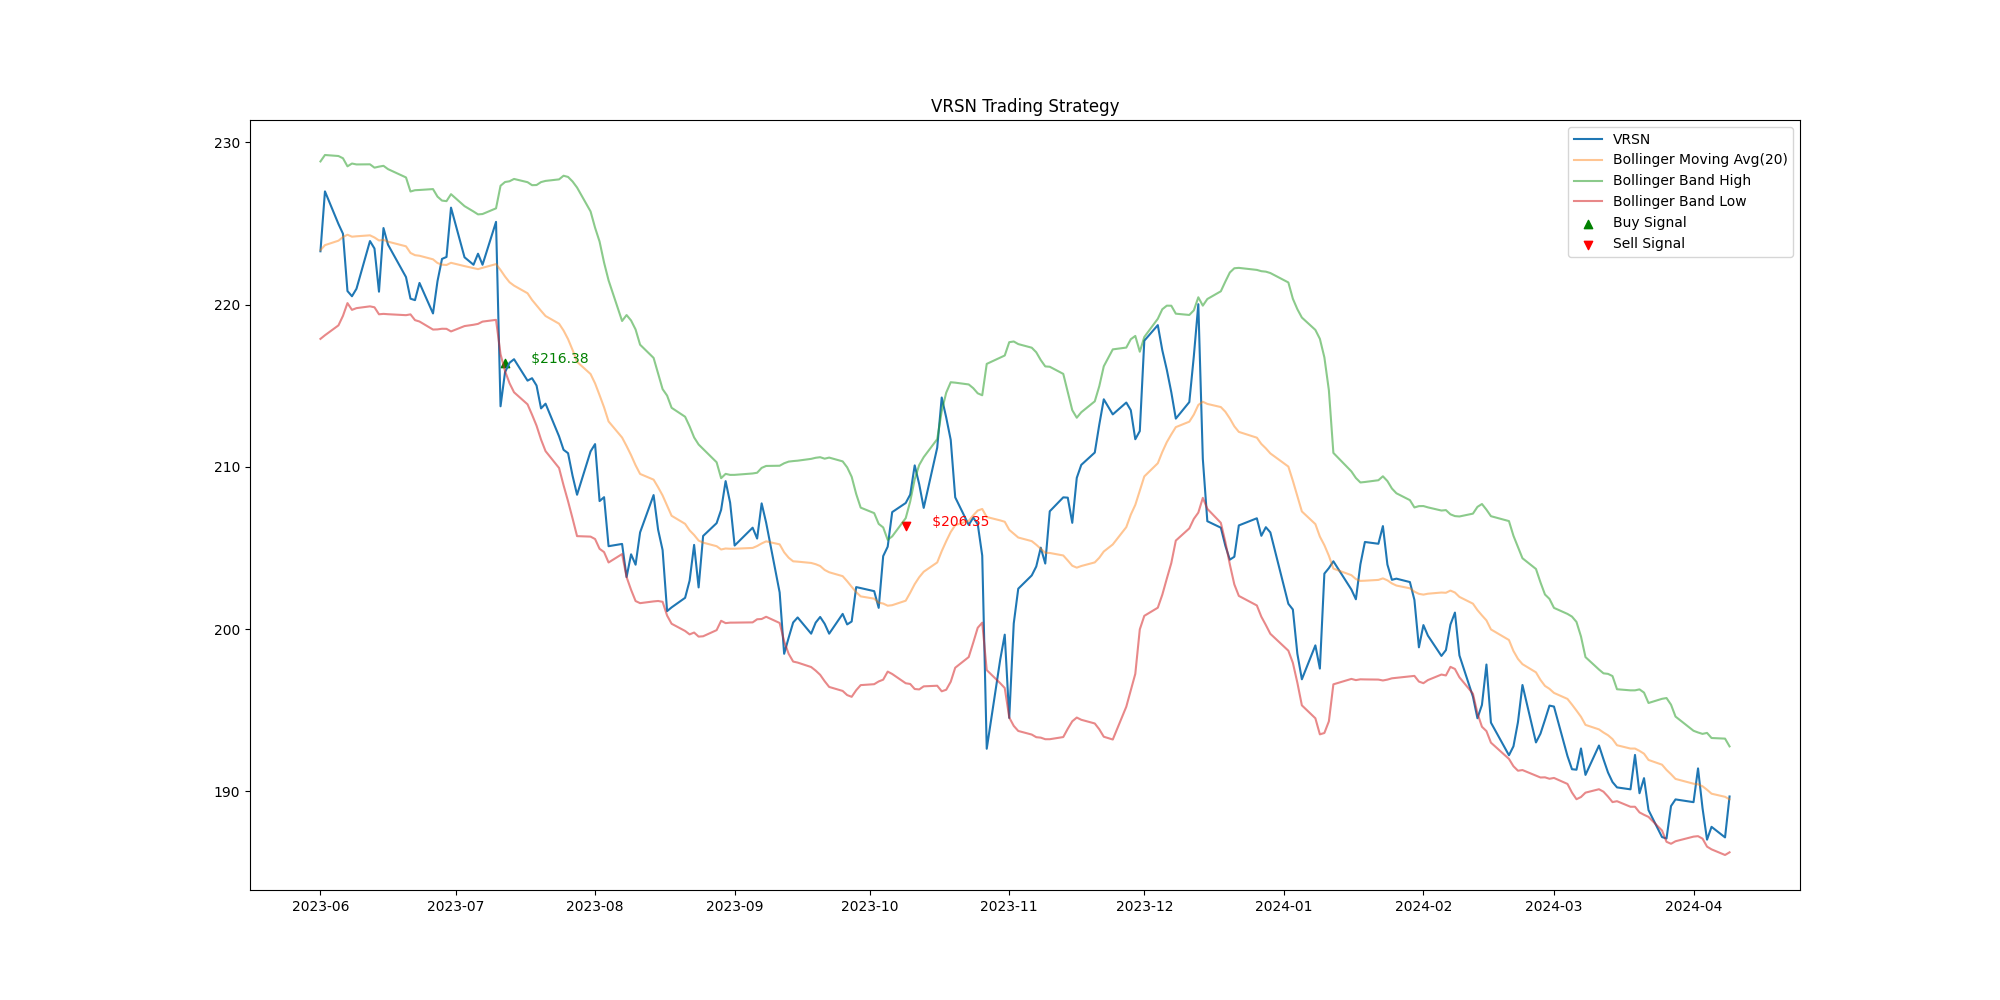 VRSN Trading Strategy
230
220
210
200
190
VRSN
Bollinger Moving Avg(20)
Bollinger Band High
Bollinger Band Low
Buy Signal
Sell Signal
$216.38
$206.35
2023-06
2023-07
2023-08
2023-09
2023-10
2023-11
2023-12
2024-01
2024-02
2024-03
2024-04